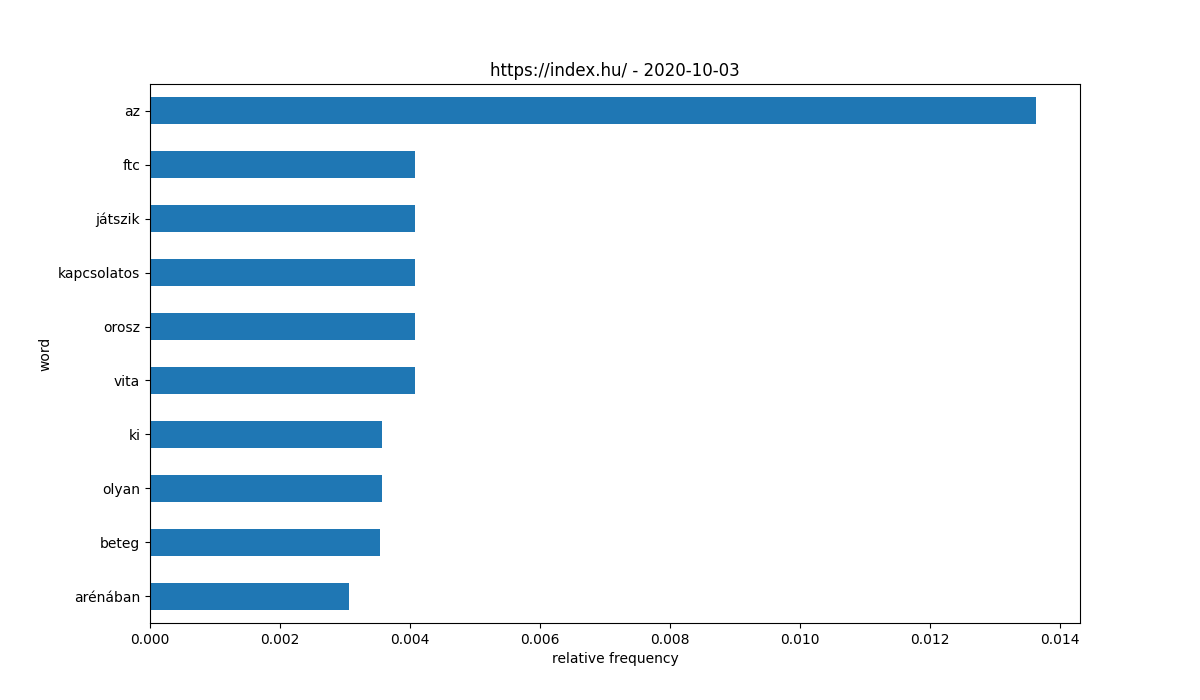 https://index.hu/ - 2020-10-03
az
ftc
játszik
kapcsolatos
orosz
vita
ki
olyan
beteg
arénában
word
0.000 0.002 0.004 0.006 0.008 0.010 0.012 0.014
relative frequency